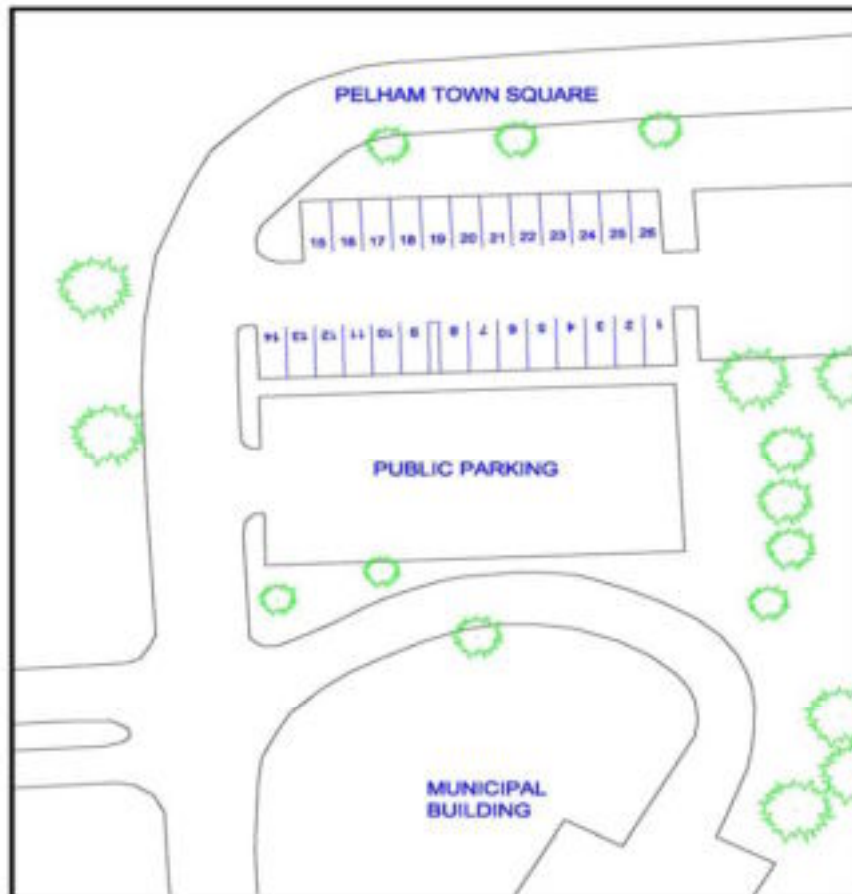 PELHAM TOWN SQUARE
15 16 17 18 19 20 21 22 23 24 25 26
14 13 12 11 10 9 8 7 6 5 4 3 2 1
PUBLIC PARKING
MUNICIPAL
BUILDING